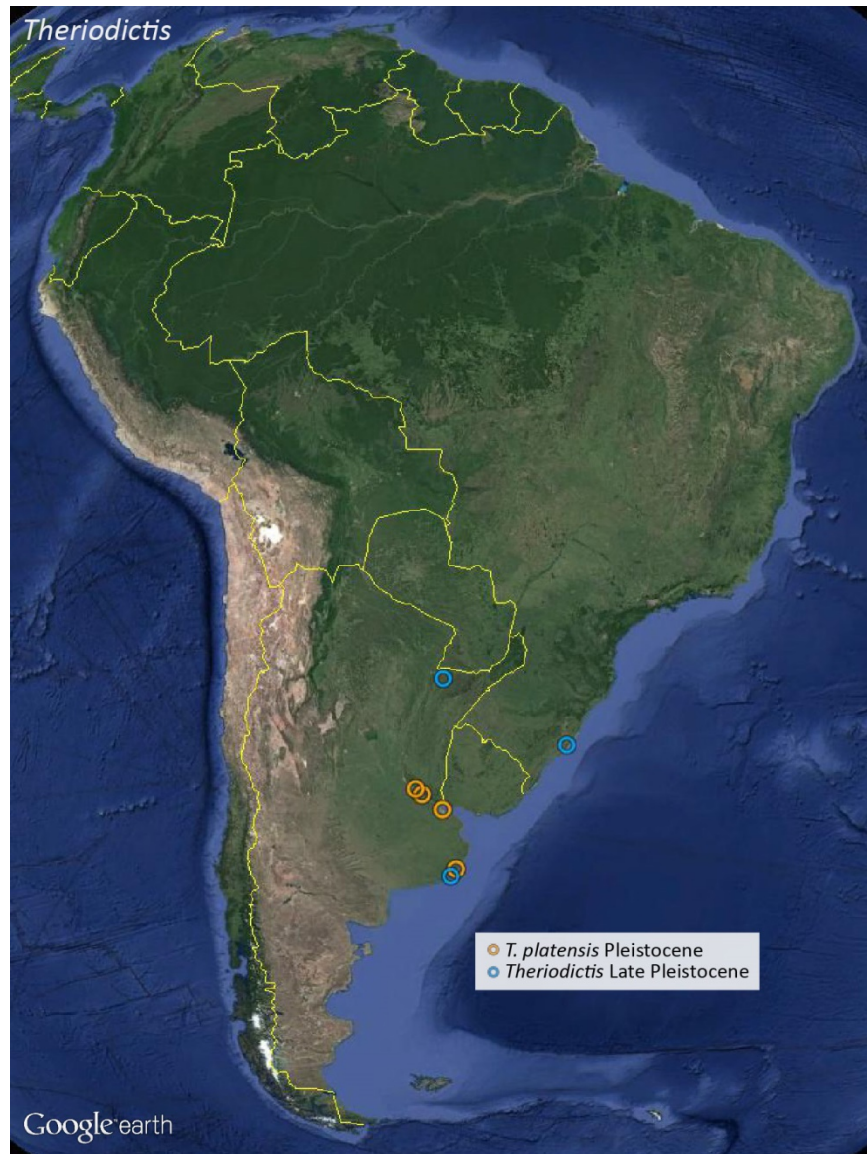 Theriodictis
T. platensis Pleistocene
Theriodictis Late Pleistocene
Google earth